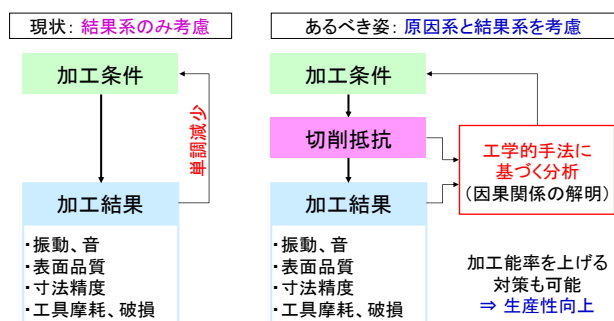 現状: 結果系のみ考慮
加工条件
単調減少
加工結果
・振動、音
・表面品質
・寸法精度
・工具摩耗、破損
あるべき姿: 原因系と結果系を考慮
加工条件
切削抵抗
加工結果
・振動、音
・表面品質
・寸法精度
・工具摩耗、破損
工学的手法に
基づく分析
(因果関係の解明)
加工能率を上げる
対策も可能
⇒ 生産性向上